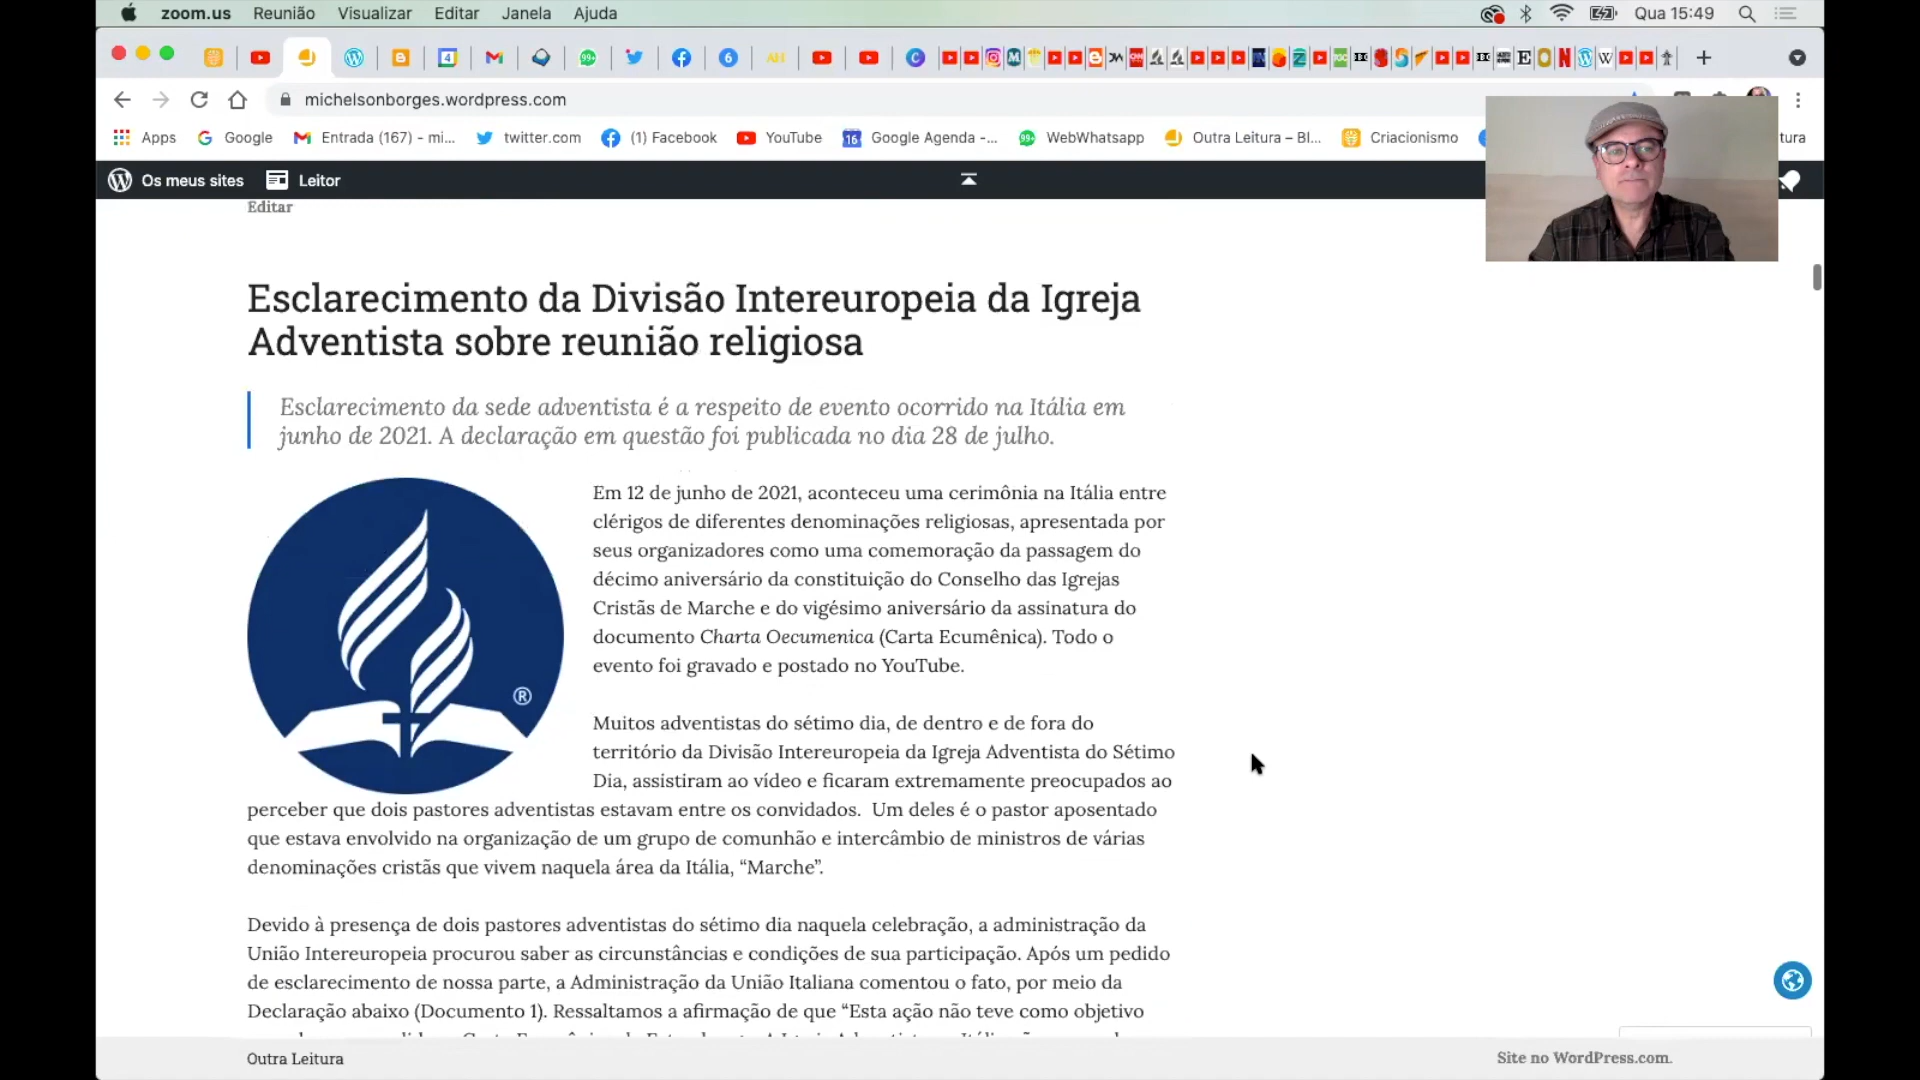 zoom.us Reunião Visualizar Editar Janela Ajuda Qua 15:49
michelsonborges.wordpress.com
Apps Google Entrada (167) - mi... twitter.com (1) Facebook YouTube Google Agenda -... WebWhatsapp Outra Leitura – Bl... Criacionismo tura
Os meus sites Leitor
Editar
Esclarecimento da Divisão Intereuropeia da Igreja
Adventista sobre reunião religiosa
Esclarecimento da sede adventista é a respeito de evento ocorrido na Itália em
junho de 2021. A declaração em questão foi publicada no dia 28 de julho.
Em 12 de junho de 2021, aconteceu uma cerimônia na Itália entre
clérigos de diferentes denominações religiosas, apresentada por
seus organizadores como uma comemoração da passagem do
décimo aniversário da constituição do Conselho das Igrejas
Cristãs de Marche e do vigésimo aniversário da assinatura do
documento Charta Oecumenica (Carta Ecumênica). Todo o
evento foi gravado e postado no YouTube.
®
Muitos adventistas do sétimo dia, de dentro e de fora do
território da Divisão Intereuropeia da Igreja Adventista do Sétimo
Dia, assistiram ao vídeo e ficaram extremamente preocupados ao
perceber que dois pastores adventistas estavam entre os convidados. Um deles é o pastor aposentado
que estava envolvido na organização de um grupo de comunhão e intercâmbio de ministros de várias
denominações cristãs que vivem naquela área da Itália, “Marche”.
Devido à presença de dois pastores adventistas do sétimo dia naquela celebração, a administração da
União Intereuropeia procurou saber as circunstâncias e condições de sua participação. Após um pedido
de esclarecimento de nossa parte, a Administração da União Italiana comentou o fato, por meio da
Declaração abaixo (Documento 1). Ressaltamos a afirmação de que “Esta ação não teve como objetivo
Outra Leitura Site no WordPress.com.